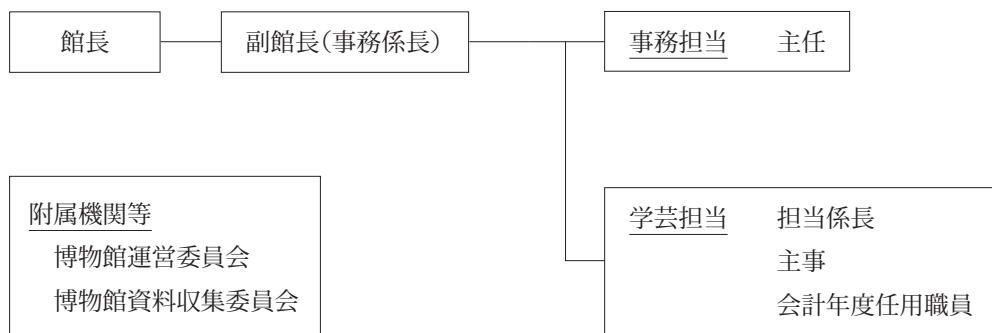 館長
副館長(事務係長)
事務担当 主任
附属機関等
博物館運営委員会
博物館資料収集委員会
学芸担当 担当係長
主事
会計年度任用職員